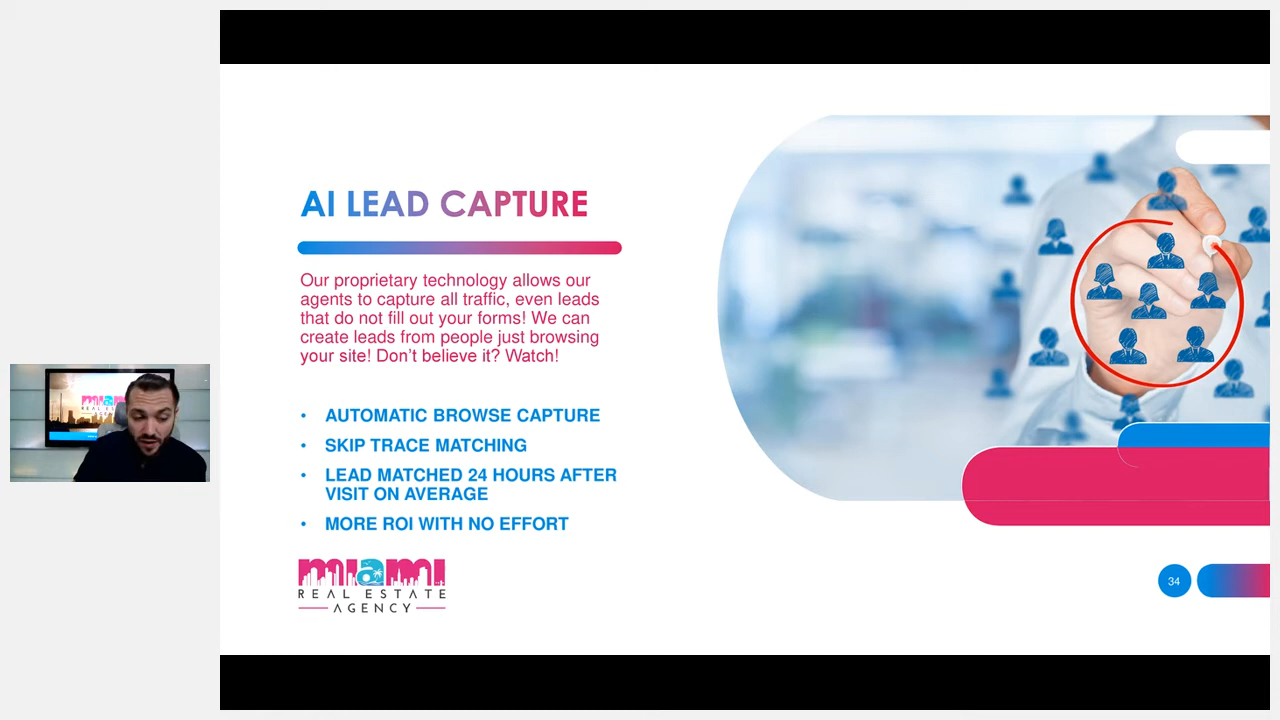 AI LEAD CAPTURE
Our proprietary technology allows our
agents to capture all traffic, even leads
that do not fill out your forms! We can
create leads from people just browsing
your site! Don’t believe it? Watch!
• AUTOMATIC BROWSE CAPTURE
• SKIP TRACE MATCHING
• LEAD MATCHED 24 HOURS AFTER
VISIT ON AVERAGE
• MORE ROI WITH NO EFFORT
miami
REAL ESTATE
AGENCY
34